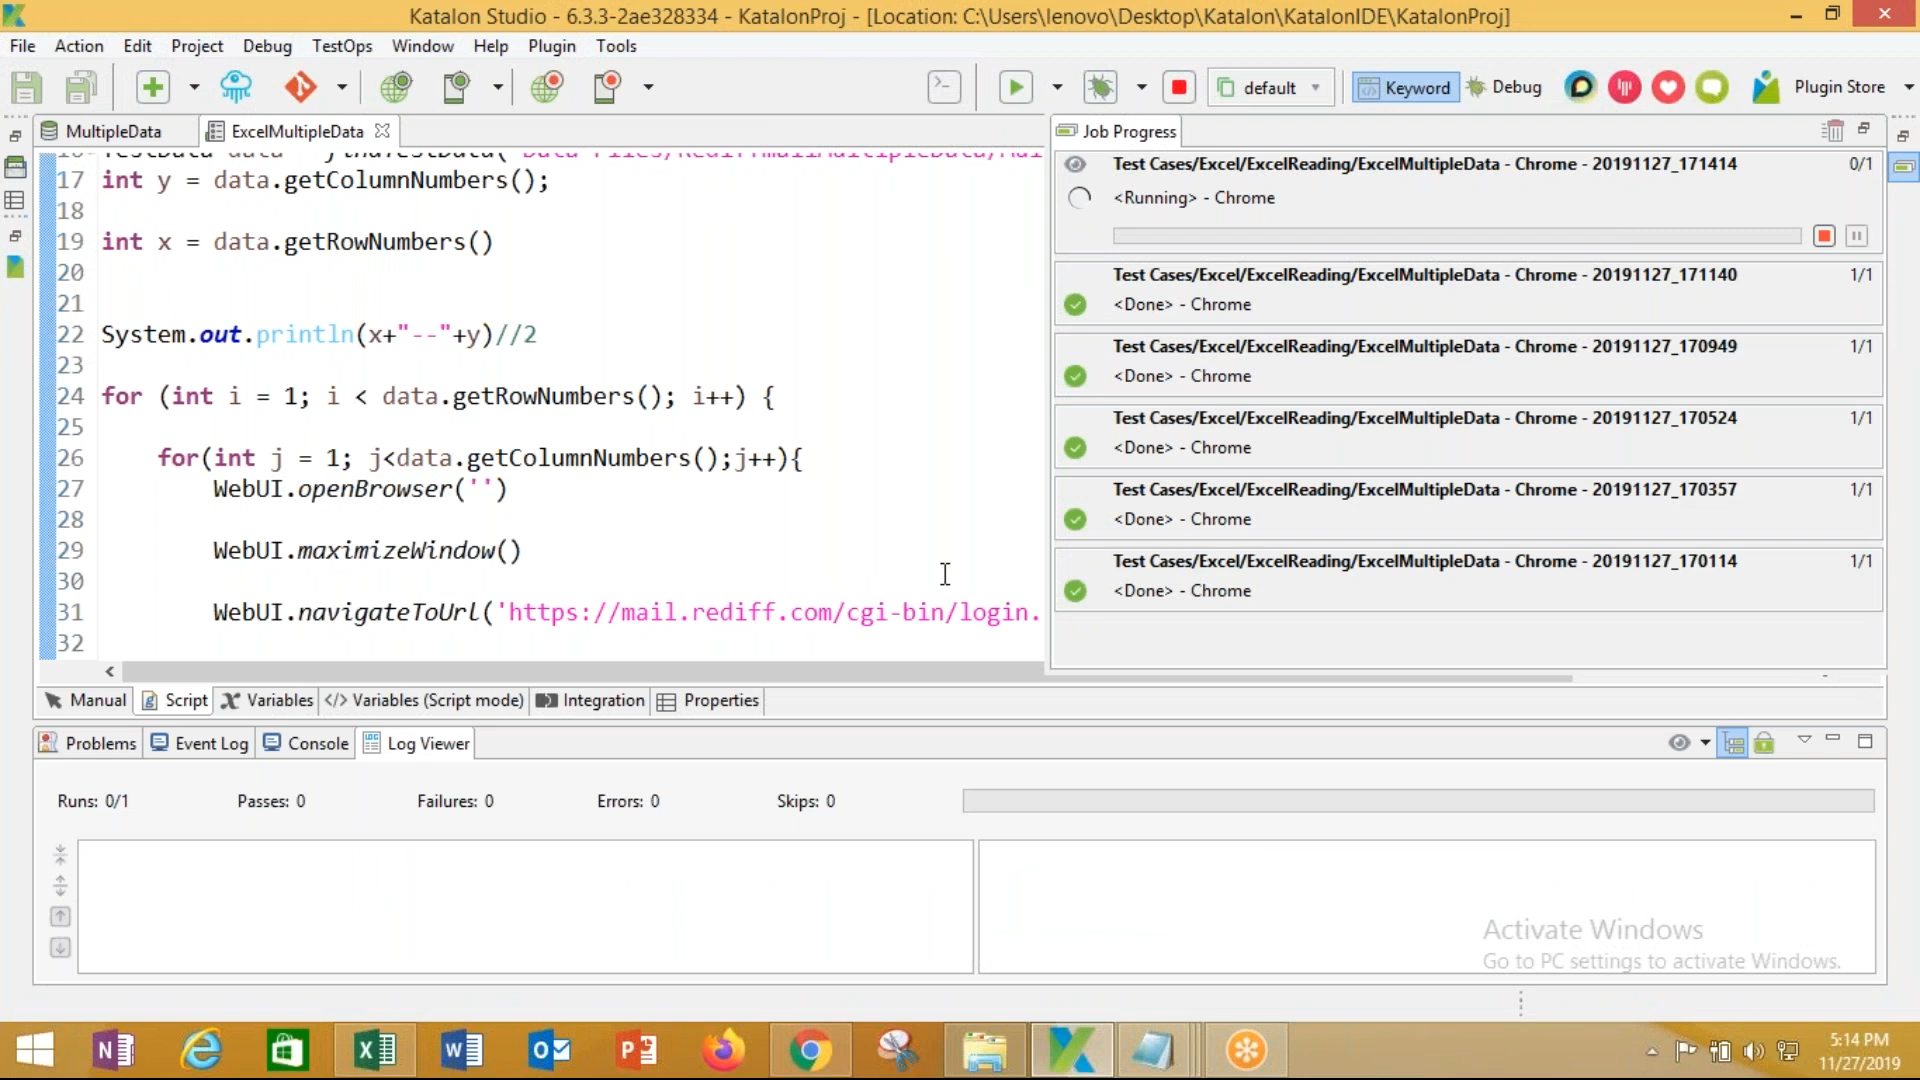 Katalon Studio - 6.3.3-2ae328334 - KatalonProj - [Location: C:\Users\lenovo\Desktop\Katalon\KatalonIDE\KatalonProj]
File Action Edit Project Debug TestOps Window Help Plugin Tools
default Keyword Debug Plugin Store
MultipleData ExcelMultipleData
17 int y = data.getColumnNumbers();
18
19 int x = data.getRowNumbers()
20
21
22 System.out.println(x+"--"+y)//2
23
24 for (int i = 1; i < data.getRowNumbers(); i++) {
25
26 for(int j = 1; j<data.getColumnNumbers();j++){
27 WebUI.openBrowser('')
28
29 WebUI.maximizeWindow()
30
31 WebUI.navigateToUrl('https://mail.rediff.com/cgi-bin/login.
32
Job Progress
Test Cases/Excel/ExcelReading/ExcelMultipleData - Chrome - 20191127_171414 0/1
<Running> - Chrome
Test Cases/Excel/ExcelReading/ExcelMultipleData - Chrome - 20191127_171140 1/1
<Done> - Chrome
Test Cases/Excel/ExcelReading/ExcelMultipleData - Chrome - 20191127_170949 1/1
<Done> - Chrome
Test Cases/Excel/ExcelReading/ExcelMultipleData - Chrome - 20191127_170524 1/1
<Done> - Chrome
Test Cases/Excel/ExcelReading/ExcelMultipleData - Chrome - 20191127_170357 1/1
<Done> - Chrome
Test Cases/Excel/ExcelReading/ExcelMultipleData - Chrome - 20191127_170114 1/1
<Done> - Chrome
Manual Script Variables </> Variables (Script mode) Integration Properties
Problems Event Log Console Log Viewer
Runs: 0/1 Passes: 0 Failures: 0 Errors: 0 Skips: 0
Activate Windows
Go to PC settings to activate Windows.
5:14 PM
11/27/2019